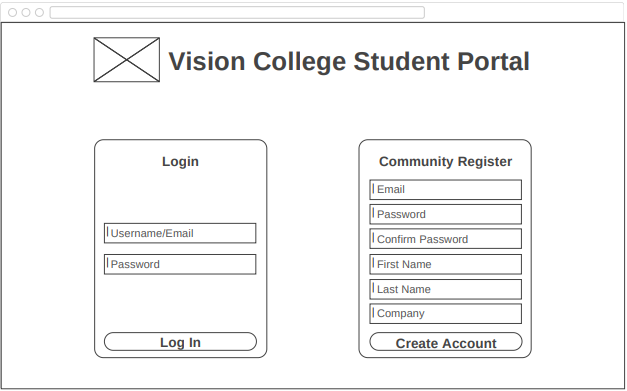 Vision College Student Portal
Login
Username/Email
Password
Log In
Community Register
Email
Password
Confirm Password
First Name
Last Name
Company
Create Account